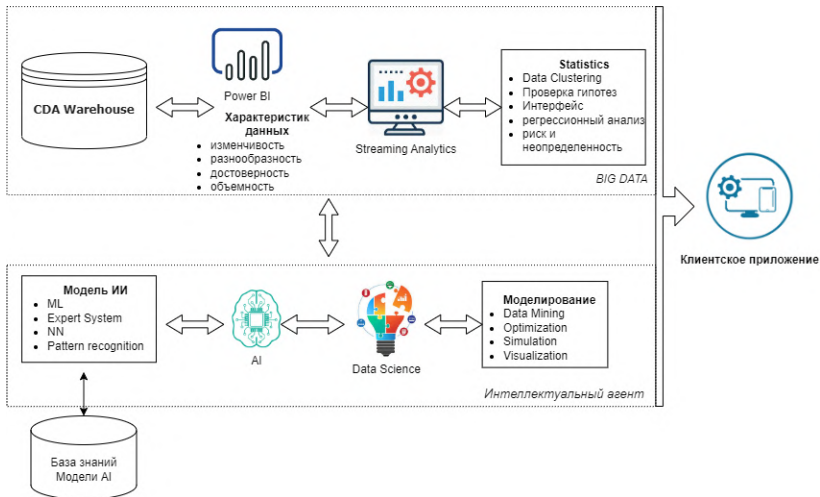 CDA Warehouse
Power BI
Характеристик
данных
изменчивость
разнообразность
достоверность
объемность
Streaming Analytics
Statistics
Data Clustering
Проверка гипотез
Интерфейс
регрессионный анализ
риск и
неопределенность
BIG DATA
Клиентское приложение
Модель ИИ
ML
Expert System
NN
Pattern recognition
AI
Data Science
Моделирование
Data Mining
Optimization
Simulation
Visualization
Интеллектуальный агент
База знаний
Модели AI